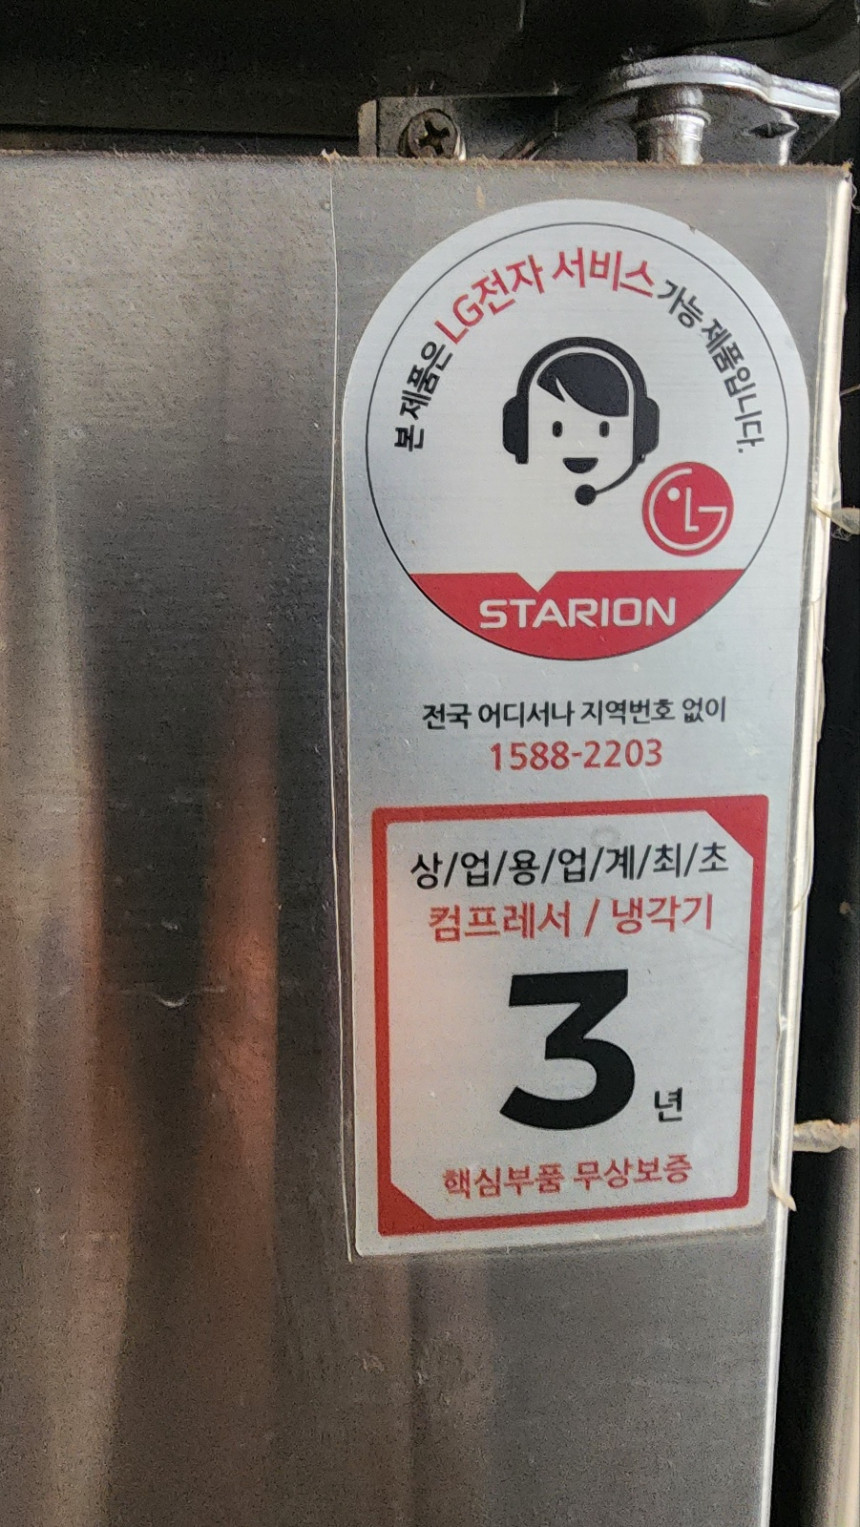 본 제품은 LG전자 서비스 가능 제품입니다.
LG
STARION
전국 어디서나 지역번호 없이
1588-2203
상/업/용/업/계/최/초
컴프레서 / 냉각기
3년
핵심부품 무상보증